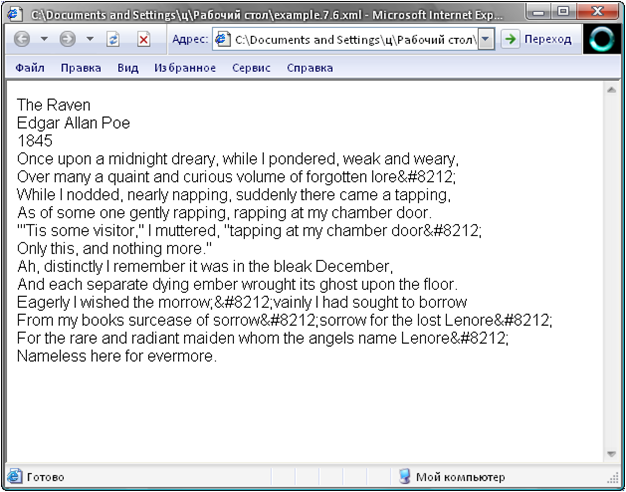 C:\Documents and Settings\ц\Рабочий стол\example.7.6.xml - Microsoft Internet Exp...
Адрес: C:\Documents and Settings\ц\Рабочий стол\ Переход
Файл Правка Вид Избранное Сервис Справка
The Raven
Edgar Allan Poe
1845
Once upon a midnight dreary, while I pondered, weak and weary,
Over many a quaint and curious volume of forgotten lore&#8212;
While I nodded, nearly napping, suddenly there came a tapping,
As of some one gently rapping, rapping at my chamber door.
"'Tis some visitor," I muttered, "tapping at my chamber door&#8212;
Only this, and nothing more."
Ah, distinctly I remember it was in the bleak December,
And each separate dying ember wrought its ghost upon the floor.
Eagerly I wished the morrow;&#8212;vainly I had sought to borrow
From my books surcease of sorrow&#8212;sorrow for the lost Lenore&#8212;
For the rare and radiant maiden whom the angels name Lenore&#8212;
Nameless here for evermore.
Готово Мой компьютер